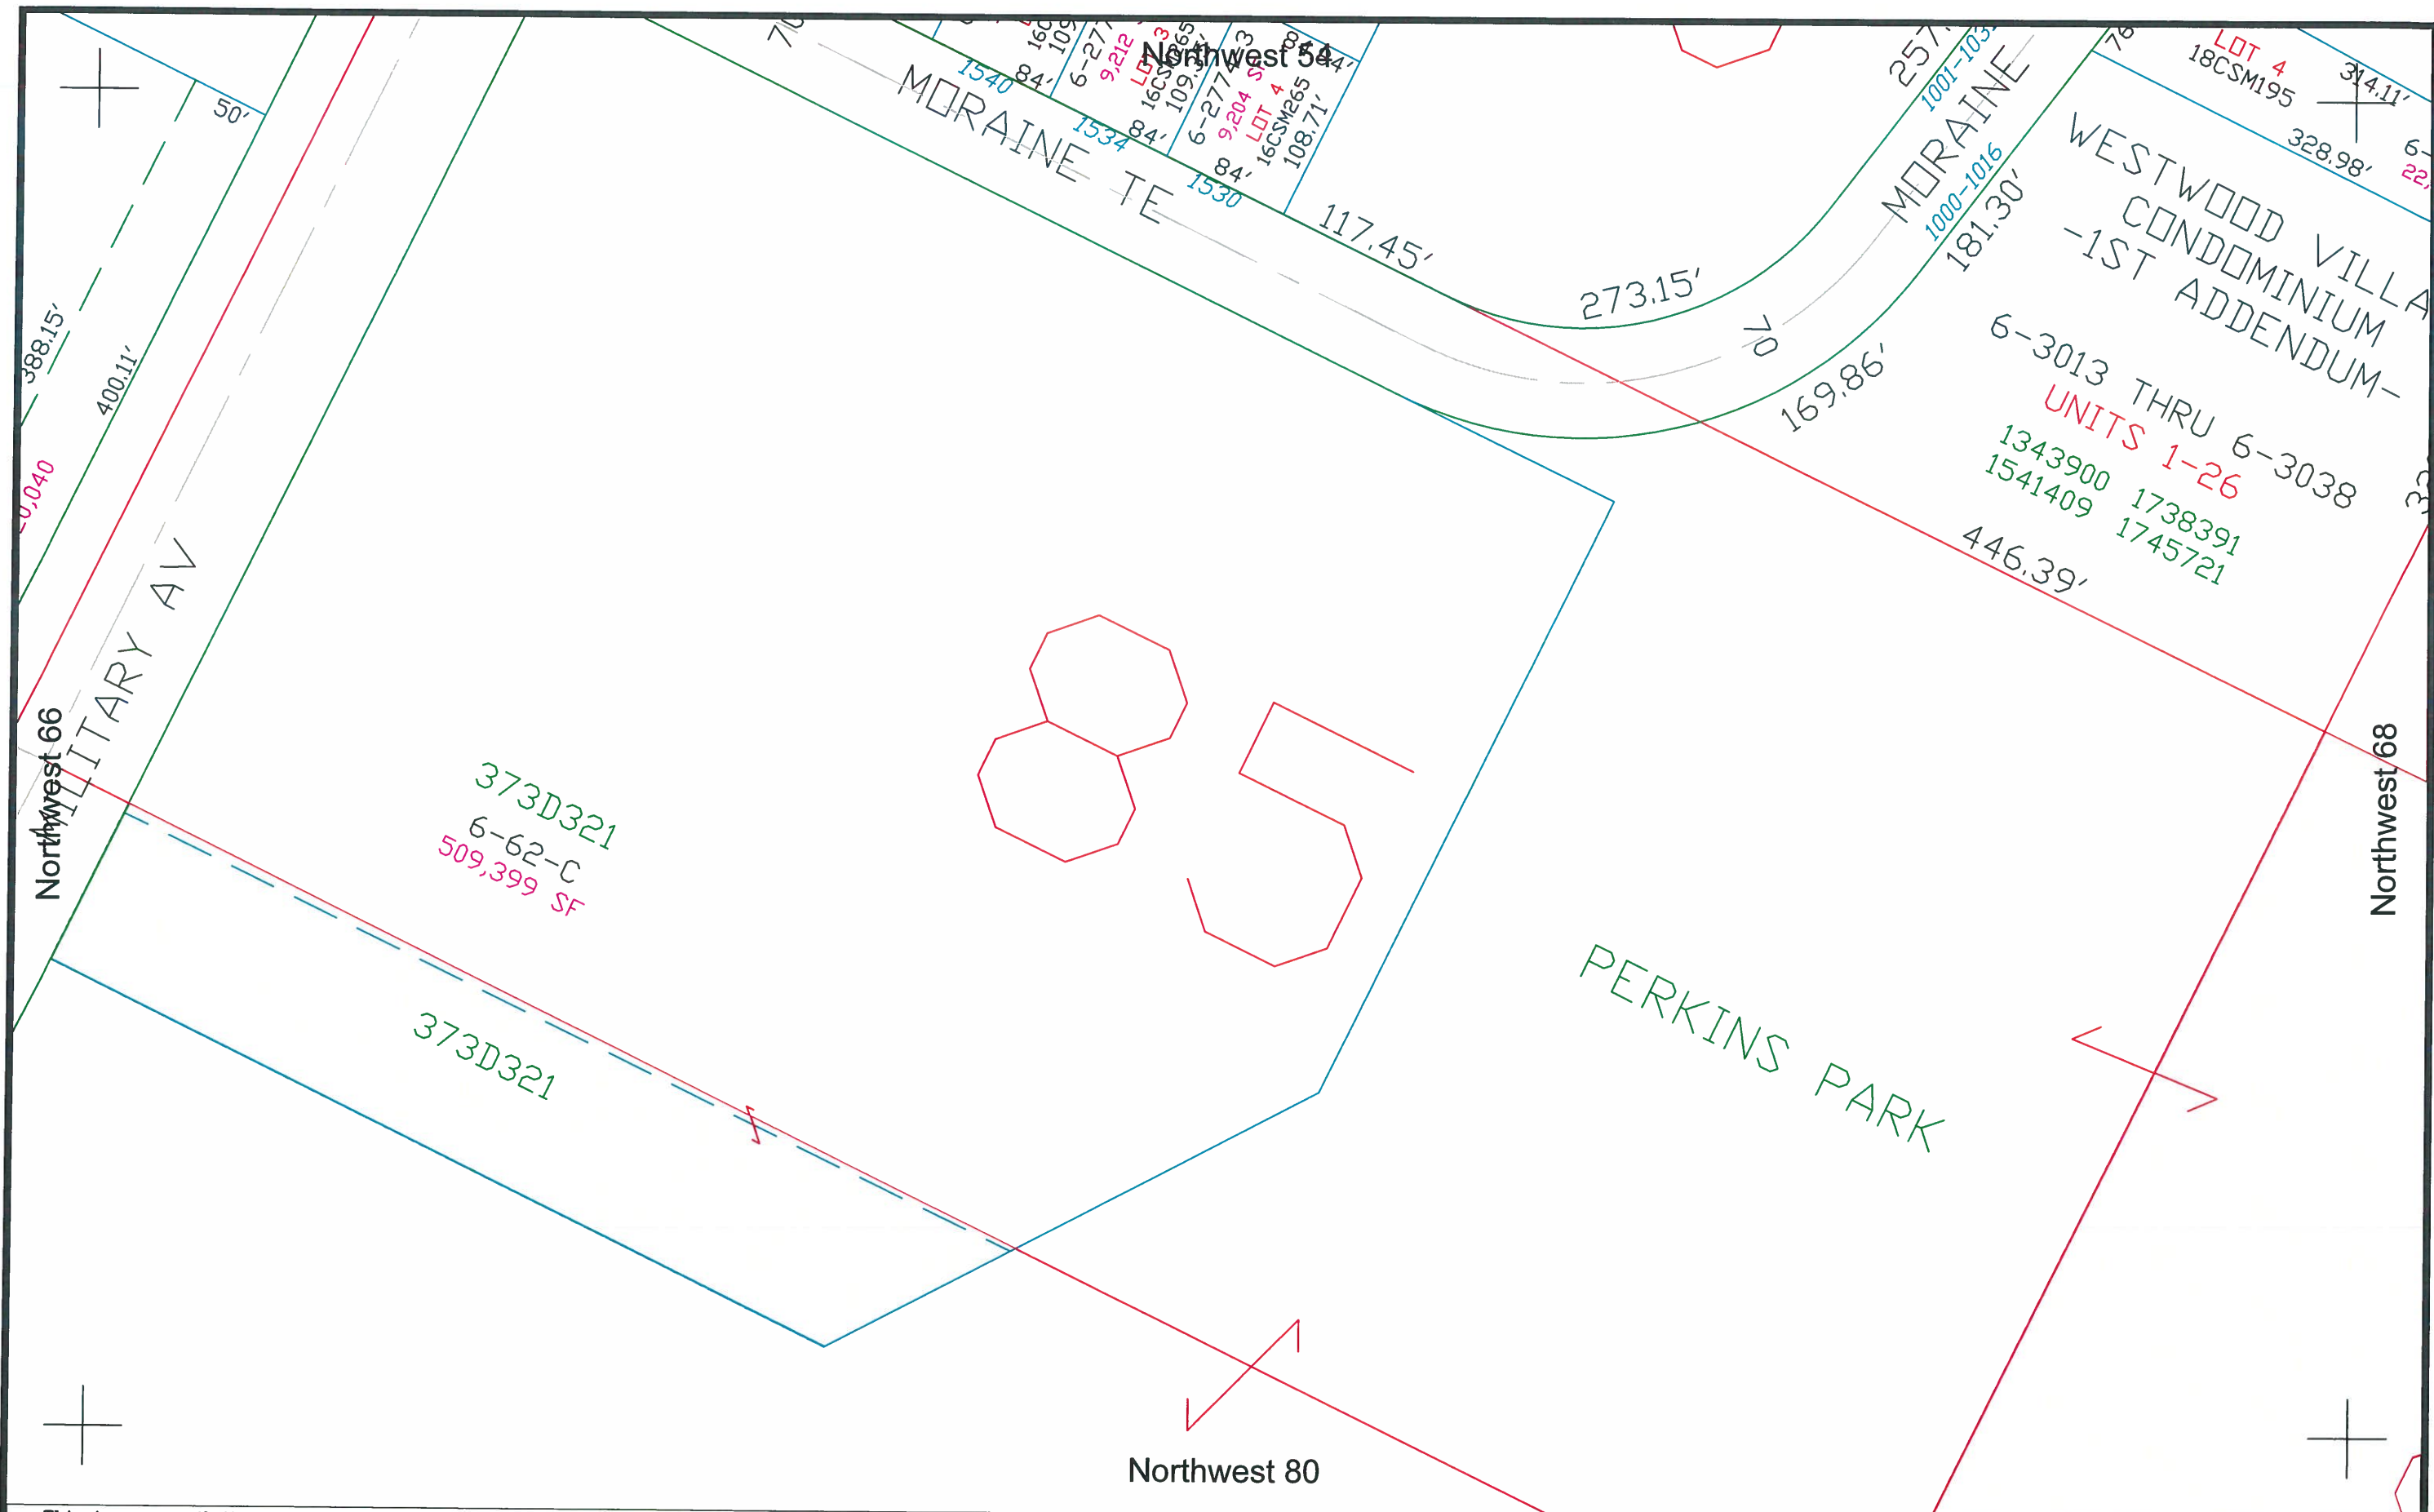 Northwest 54
50'
388.15'
400.11'
MILITARY AV
Northwest 66
MORAINE TE
1540
84'
1534
84'
1530
84'
9,212
LOT 3
109.35'
9,204 SF
LOT 4
16CSM265
108.71'
117.45'
273.15'
70
169.86'
257.
1001-103
MORAINE
1000-1016
181.30'
LOT 4
18CSM195
314.11'
328.98'
WESTWOOD VILLA
CONDOMINIUM
-1ST ADDENDUM-
6-3013 THRU 6-3038
UNITS 1-26
1343900 1738391
1541409 1745721
446.39'
85
373D321
6-62-C
509,399 SF
373D321
PERKINS PARK
Northwest 68
Northwest 80